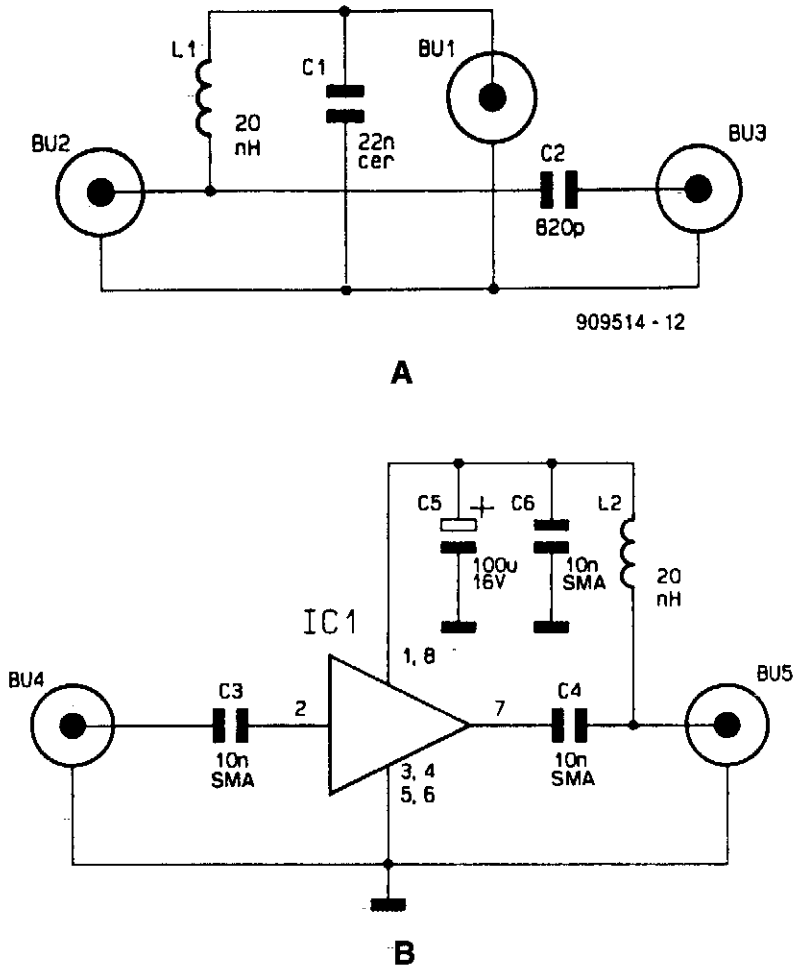 L1
C1
BU1
20
nH
22n
cer
BU2
C2
820p
BU3
909514 - 12
A
C5
+
C6
L2
100u
16V
10n
SMA
20
nH
IC1
1, 8
BU4
C3
2
7
C4
BU5
10n
SMA
3, 4
5, 6
10n
SMA
B